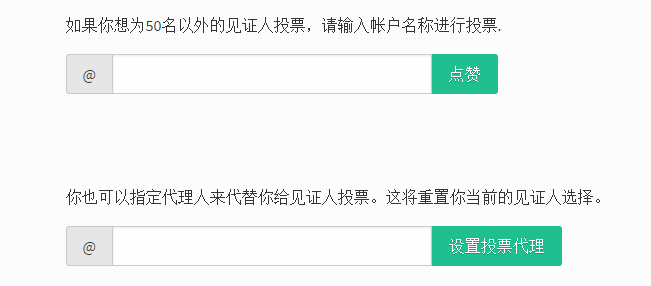 如果你想为50名以外的见证人投票，请输入帐户名称进行投票.
@ 点赞
你也可以指定代理人来代替你给见证人投票。这将重置你当前的见证人选择。
@ 设置投票代理